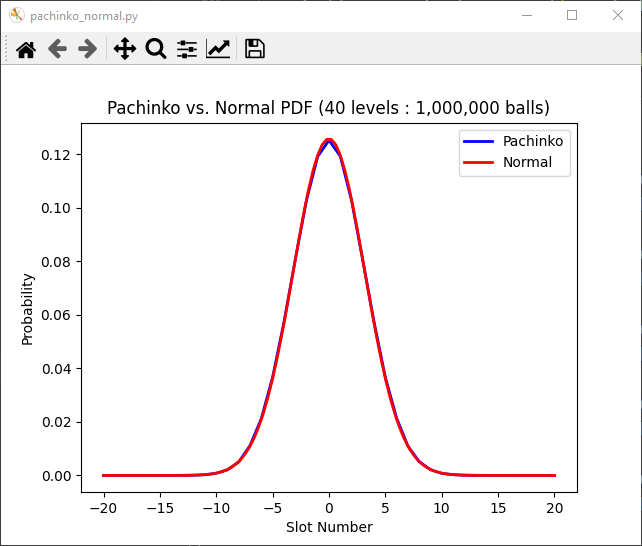 pachinko_normal.py
Pachinko vs. Normal PDF (40 levels : 1,000,000 balls)
Pachinko
Normal
0.12
0.10
0.08
0.06
0.04
0.02
0.00
Probability
−20 −15 −10 −5 0 5 10 15 20
Slot Number